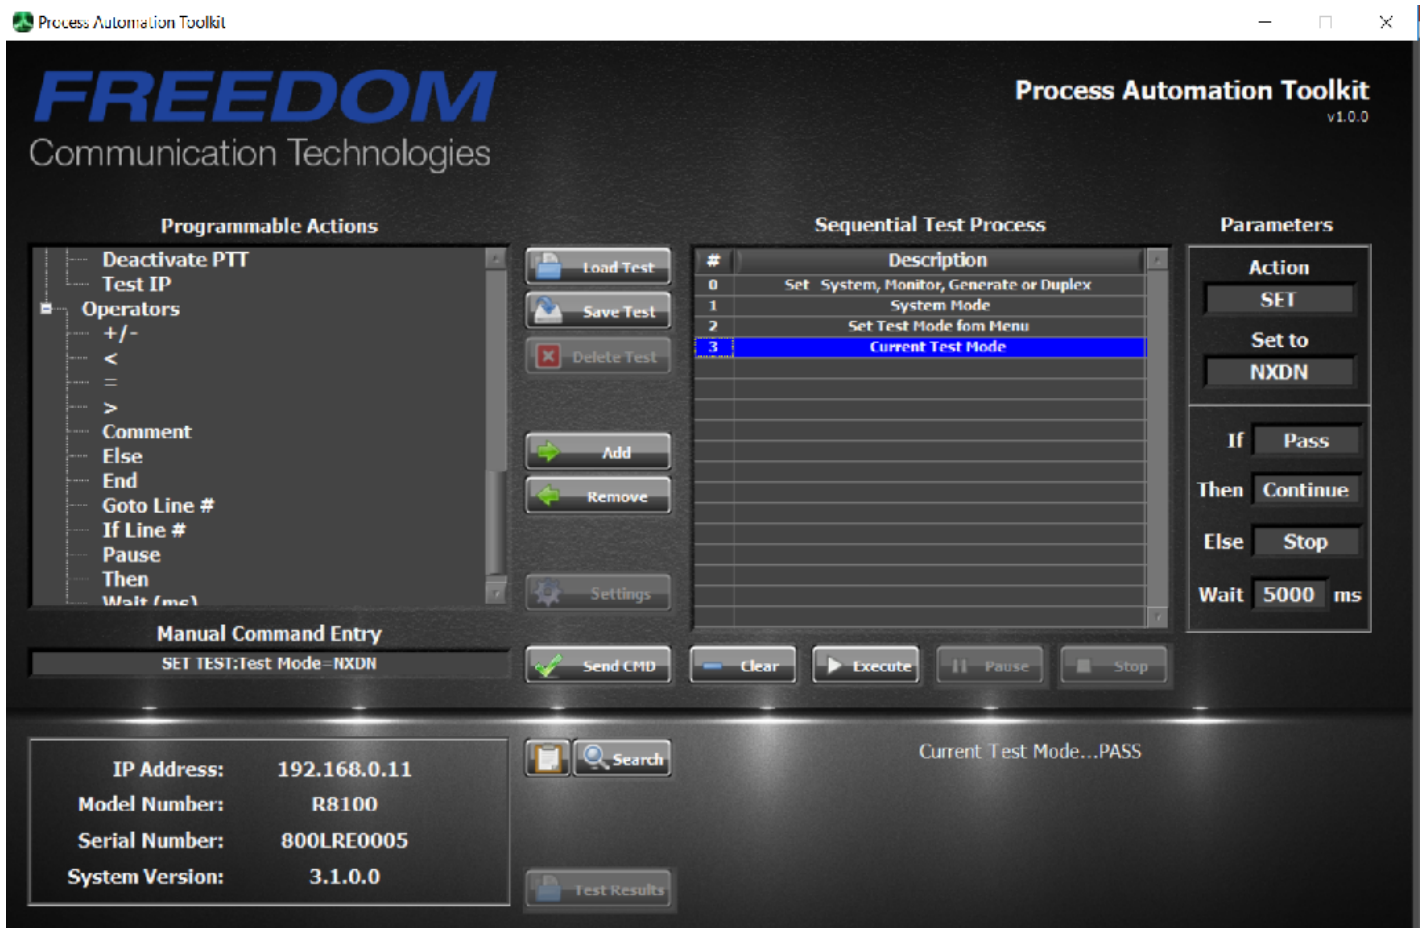 Process Automation Toolkit
FREEDOM
Communication Technologies
Process Automation Toolkit
v1.0.0
Programmable Actions
Deactivate PTT
Test IP
Operators
+/-
<
=
>
Comment
Else
End
Goto Line #
If Line #
Pause
Then
Wait (ms)
Manual Command Entry
SET TEST:Test Mode=NXDN
Load Test
Save Test
Delete Test
Add
Remove
Settings
Send CMD
Sequential Test Process
# Description
0 Set System, Monitor, Generate or Duplex
1 System Mode
2 Set Test Mode fom Menu
3 Current Test Mode
Clear
Execute
Pause
Stop
Parameters
Action
SET
Set to
NXDN
If Pass
Then Continue
Else Stop
Wait 5000 ms
IP Address: 192.168.0.11
Model Number: R8100
Serial Number: 800LRE0005
System Version: 3.1.0.0
Search
Test Results
Current Test Mode...PASS